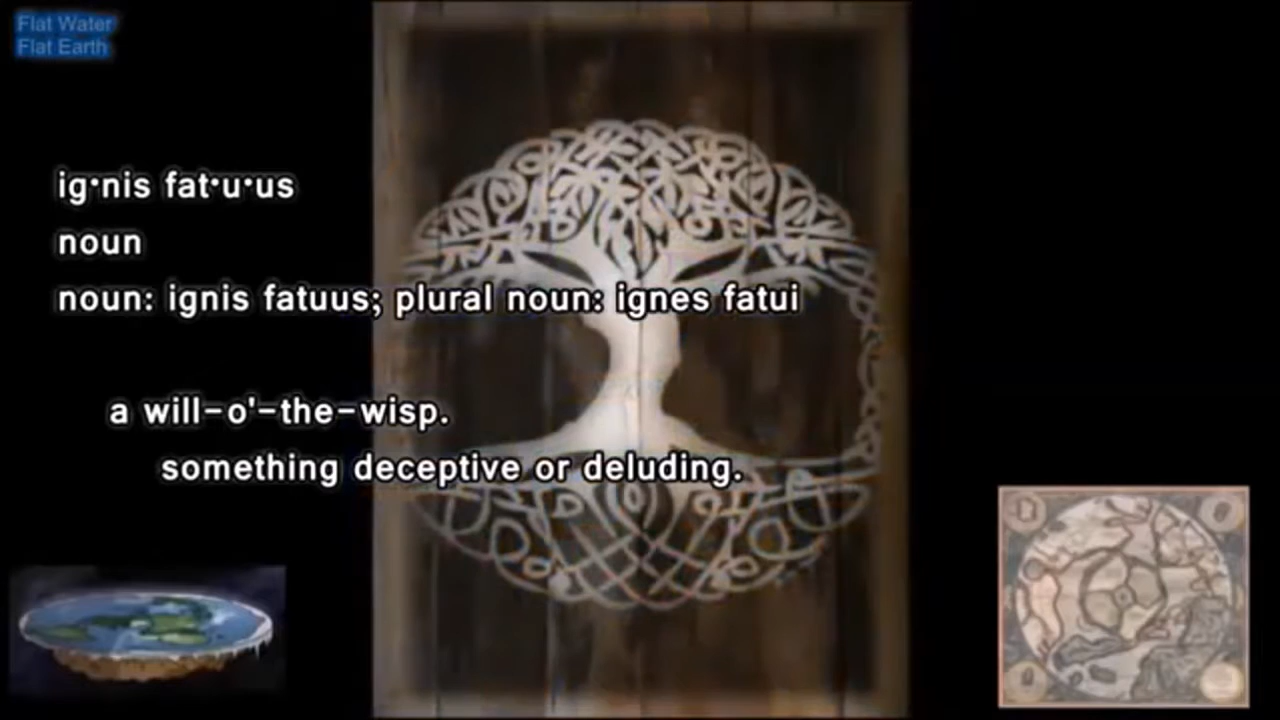 Flat Water
Flat Earth
ig·nis fat·u·us
noun
noun: ignis fatuus; plural noun: ignes fatui
a will-o'-the-wisp.
something deceptive or deluding.